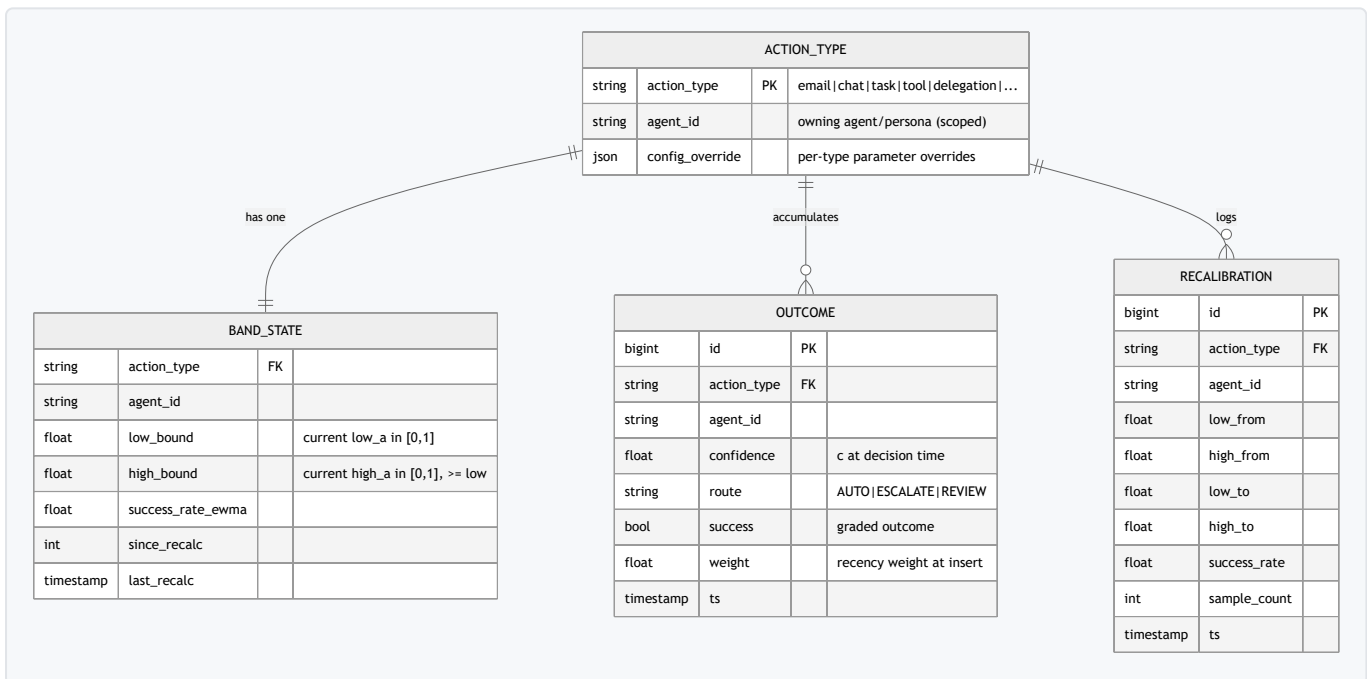 ACTION_TYPE
string action_type PK email|chat|task|tool|delegation|...
string agent_id owning agent/persona (scoped)
json config_override per-type parameter overrides
has one
accumulates
logs
BAND_STATE
string action_type FK
string agent_id
float low_bound current low_a in [0,1]
float high_bound current high_a in [0,1], >= low
float success_rate_ewma
int since_recalc
timestamp last_recalc
OUTCOME
bigint id PK
string action_type FK
string agent_id
float confidence c at decision time
string route AUTO|ESCALATE|REVIEW
bool success graded outcome
float weight recency weight at insert
timestamp ts
RECALIBRATION
bigint id PK
string action_type FK
string agent_id
float low_from
float high_from
float low_to
float high_to
float success_rate
int sample_count
timestamp ts